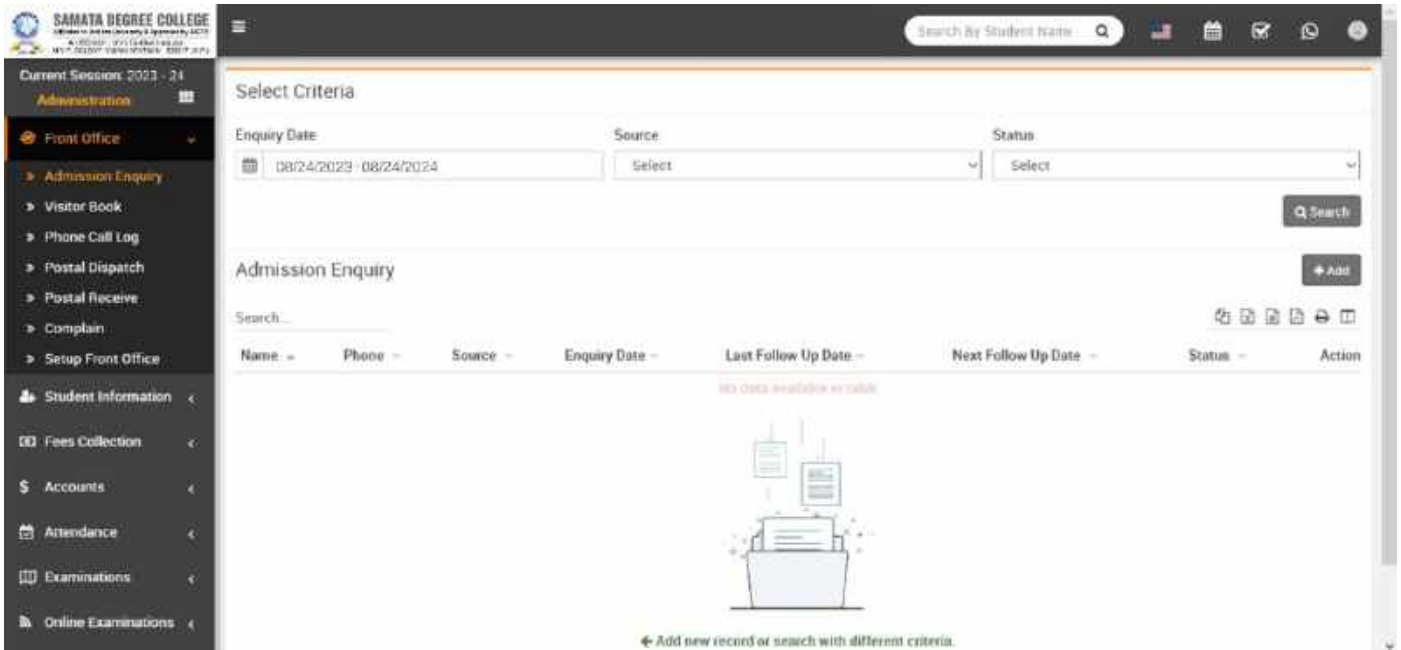 SAMATA DEGREE COLLEGE
Search By Student Name
Current Session: 2023 - 24
Administration
Front Office
Admission Enquiry
Visitor Book
Phone Call Log
Postal Dispatch
Postal Receive
Complain
Setup Front Office
Student Information
Fees Collection
Accounts
Attendance
Examinations
Online Examinations
Select Criteria
Enquiry Date Source Status
08/24/2023 - 08/24/2024 Select Select
Search
Admission Enquiry
+ Add
Search...
Name Phone Source Enquiry Date Last Follow Up Date Next Follow Up Date Status Action
No data available in table
Add new record or search with different criteria.